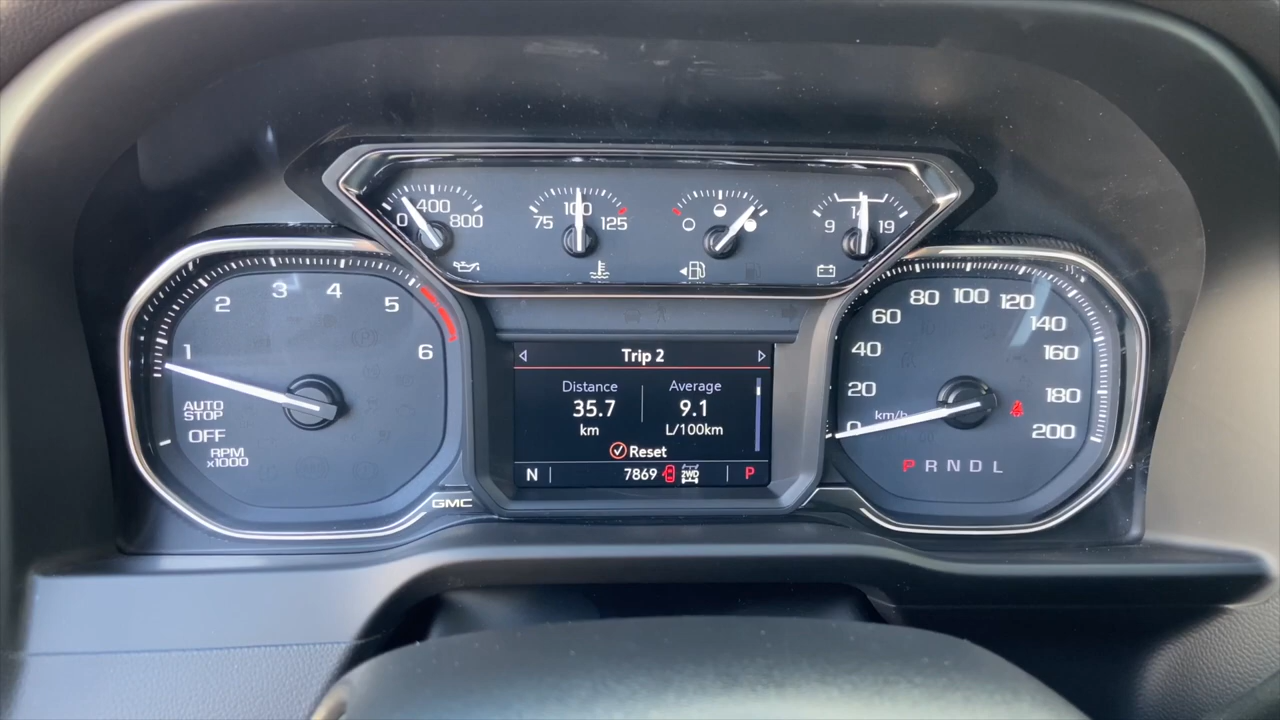 0 400 800
75 100 125
9 14 19
1 2 3 4 5 6
AUTO
STOP
OFF
RPM
x1000
GMC
Trip 2
Distance Average
35.7 9.1
km L/100km
Reset
N 7869 2WD P
0 20 40 60 80 100 120 140 160 180 200
km/h
P R N D L